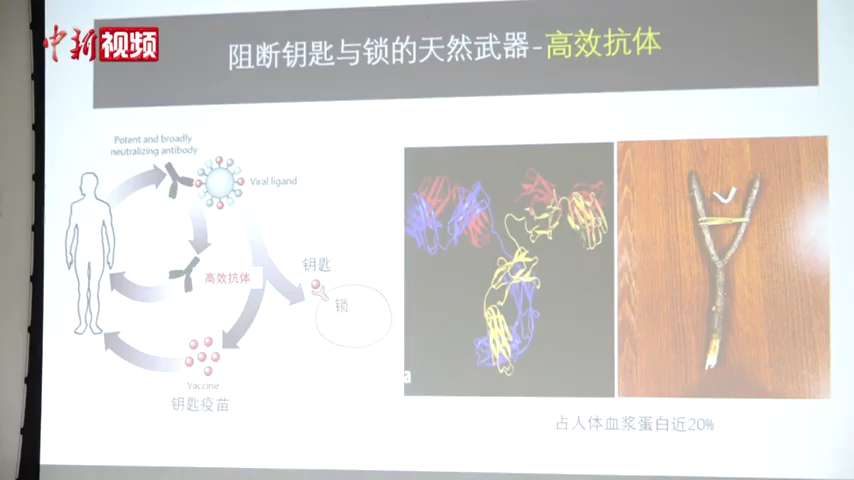 中新视频
阻断钥匙与锁的天然武器-高效抗体
Potent and broadly
neutralizing antibody
Viral ligand
高效抗体
钥匙
锁
Vaccine
钥匙疫苗
a
占人体血浆蛋白近20%